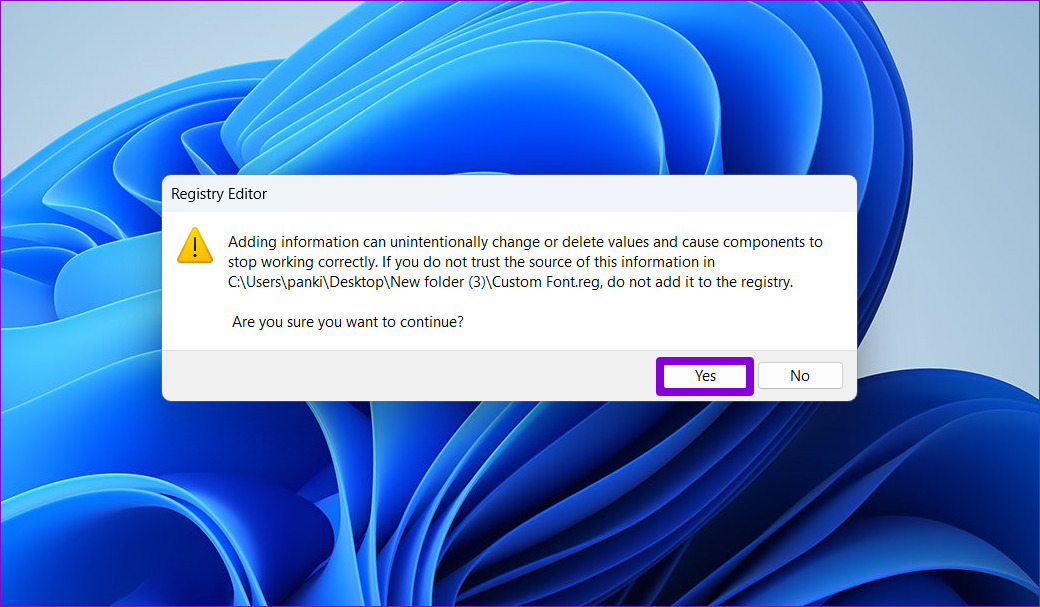 Registry Editor
Adding information can unintentionally change or delete values and cause components to
stop working correctly. If you do not trust the source of this information in
C:\Users\panki\Desktop\New folder (3)\Custom Font.reg, do not add it to the registry.
Are you sure you want to continue?
Yes No